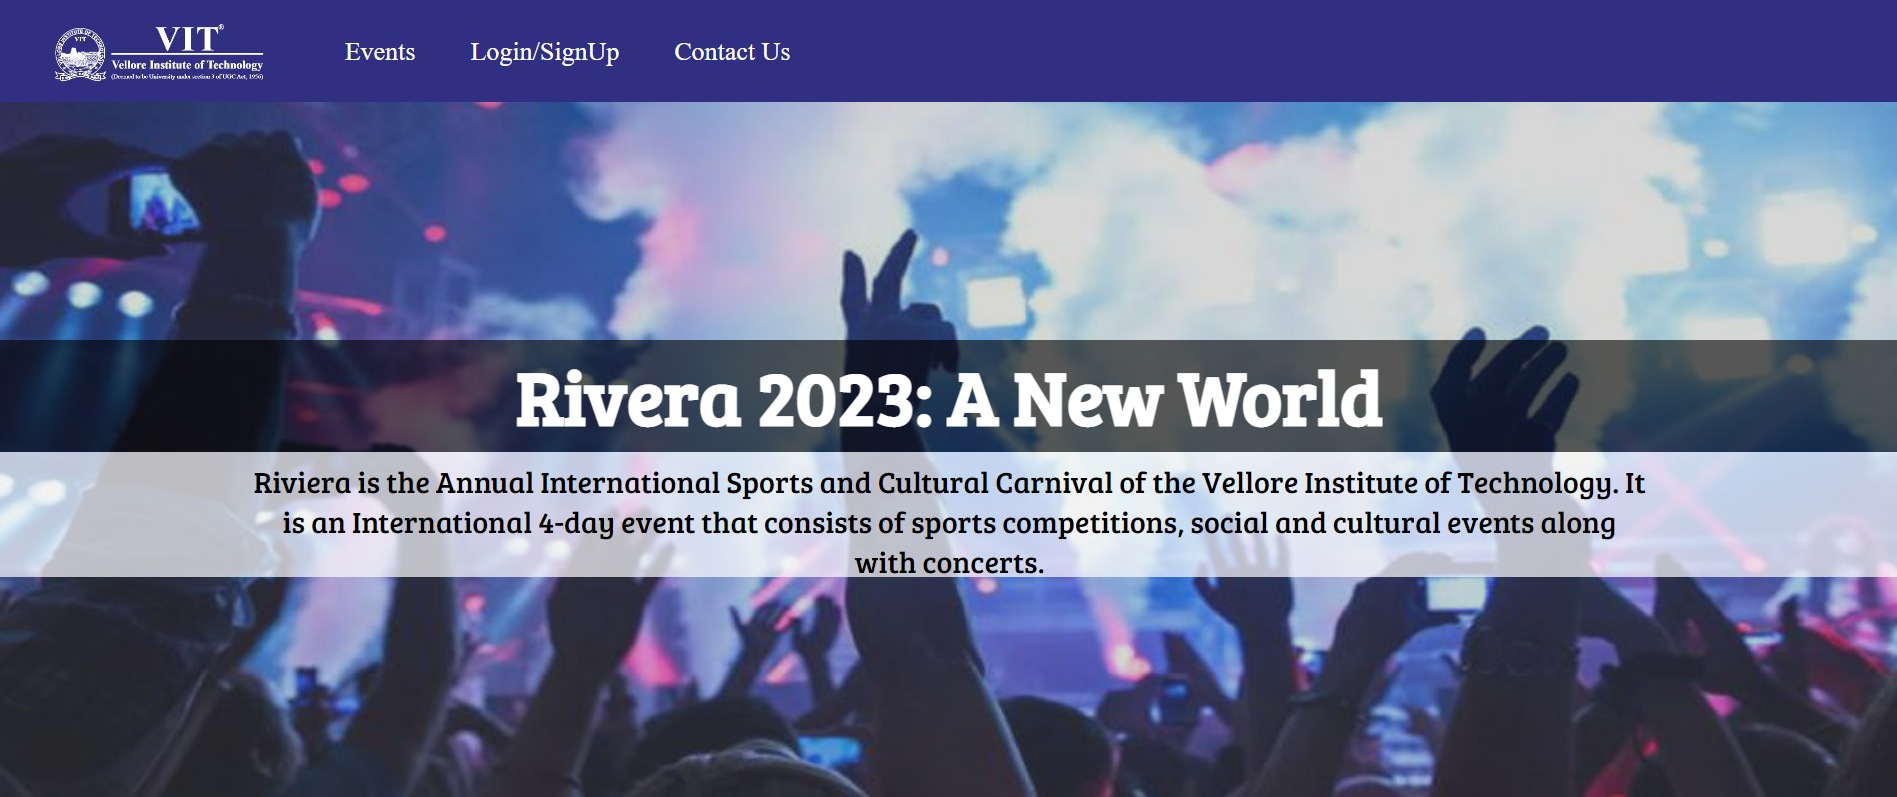 VIT®
Vellore Institute of Technology
(Deemed to be University under section 3 of UGC Act, 1956)
Events Login/SignUp Contact Us
Rivera 2023: A New World
Riviera is the Annual International Sports and Cultural Carnival of the Vellore Institute of Technology. It
is an International 4-day event that consists of sports competitions, social and cultural events along
with concerts.